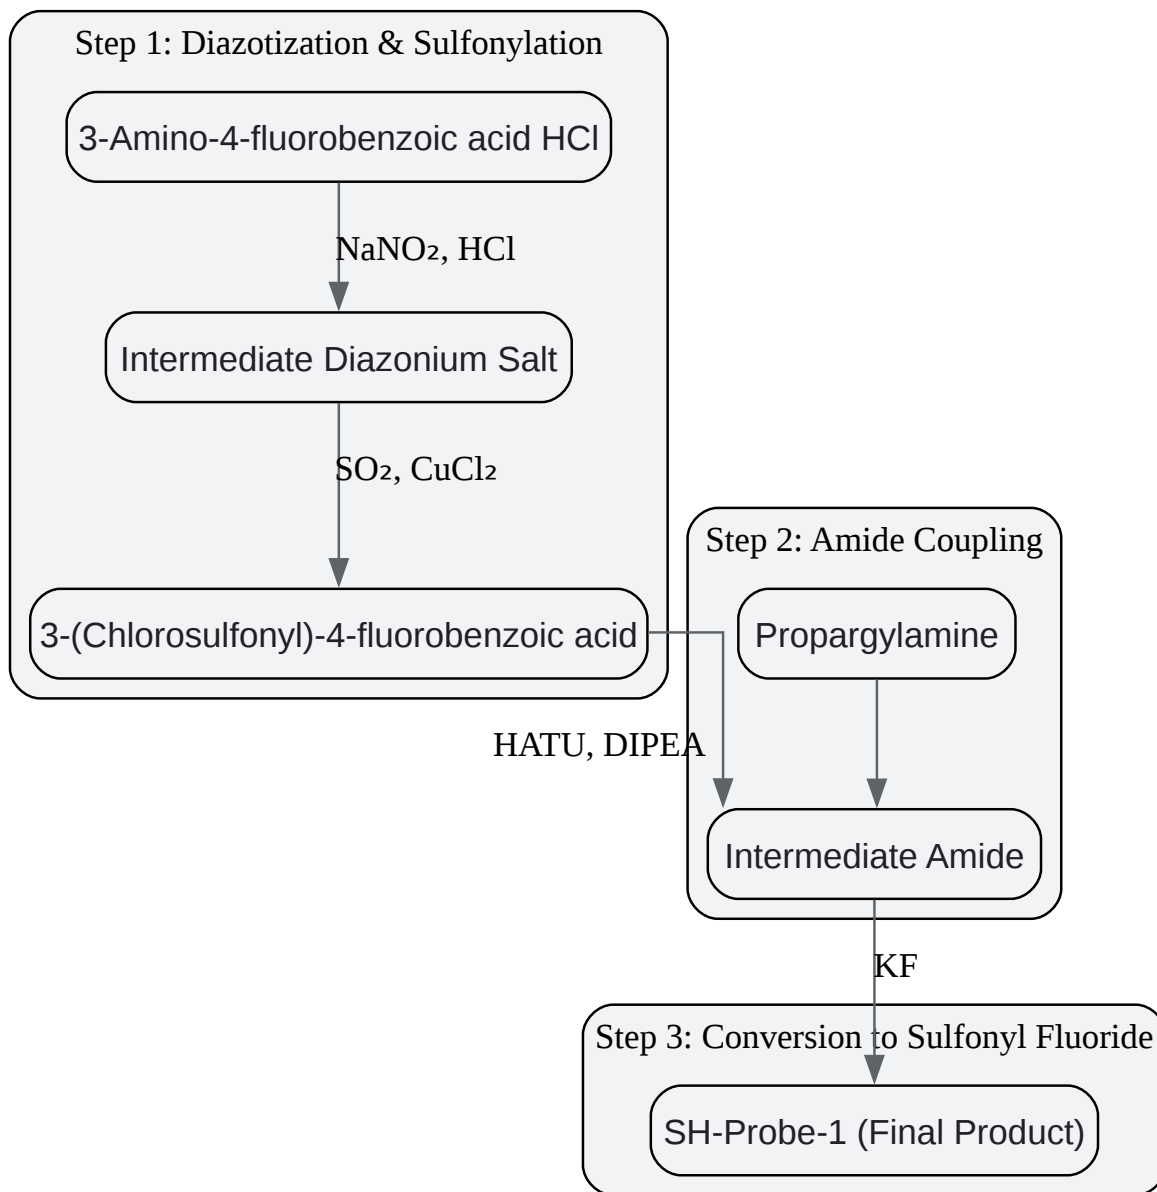 Step 1: Diazotization & Sulfonylation
3-Amino-4-fluorobenzoic acid HCl
NaNO₂, HCl
Intermediate Diazonium Salt
SO₂, CuCl₂
3-(Chlorosulfonyl)-4-fluorobenzoic acid
Step 2: Amide Coupling
Propargylamine
HATU, DIPEA
Intermediate Amide
KF
Step 3: Conversion to Sulfonyl Fluoride
SH-Probe-1 (Final Product)